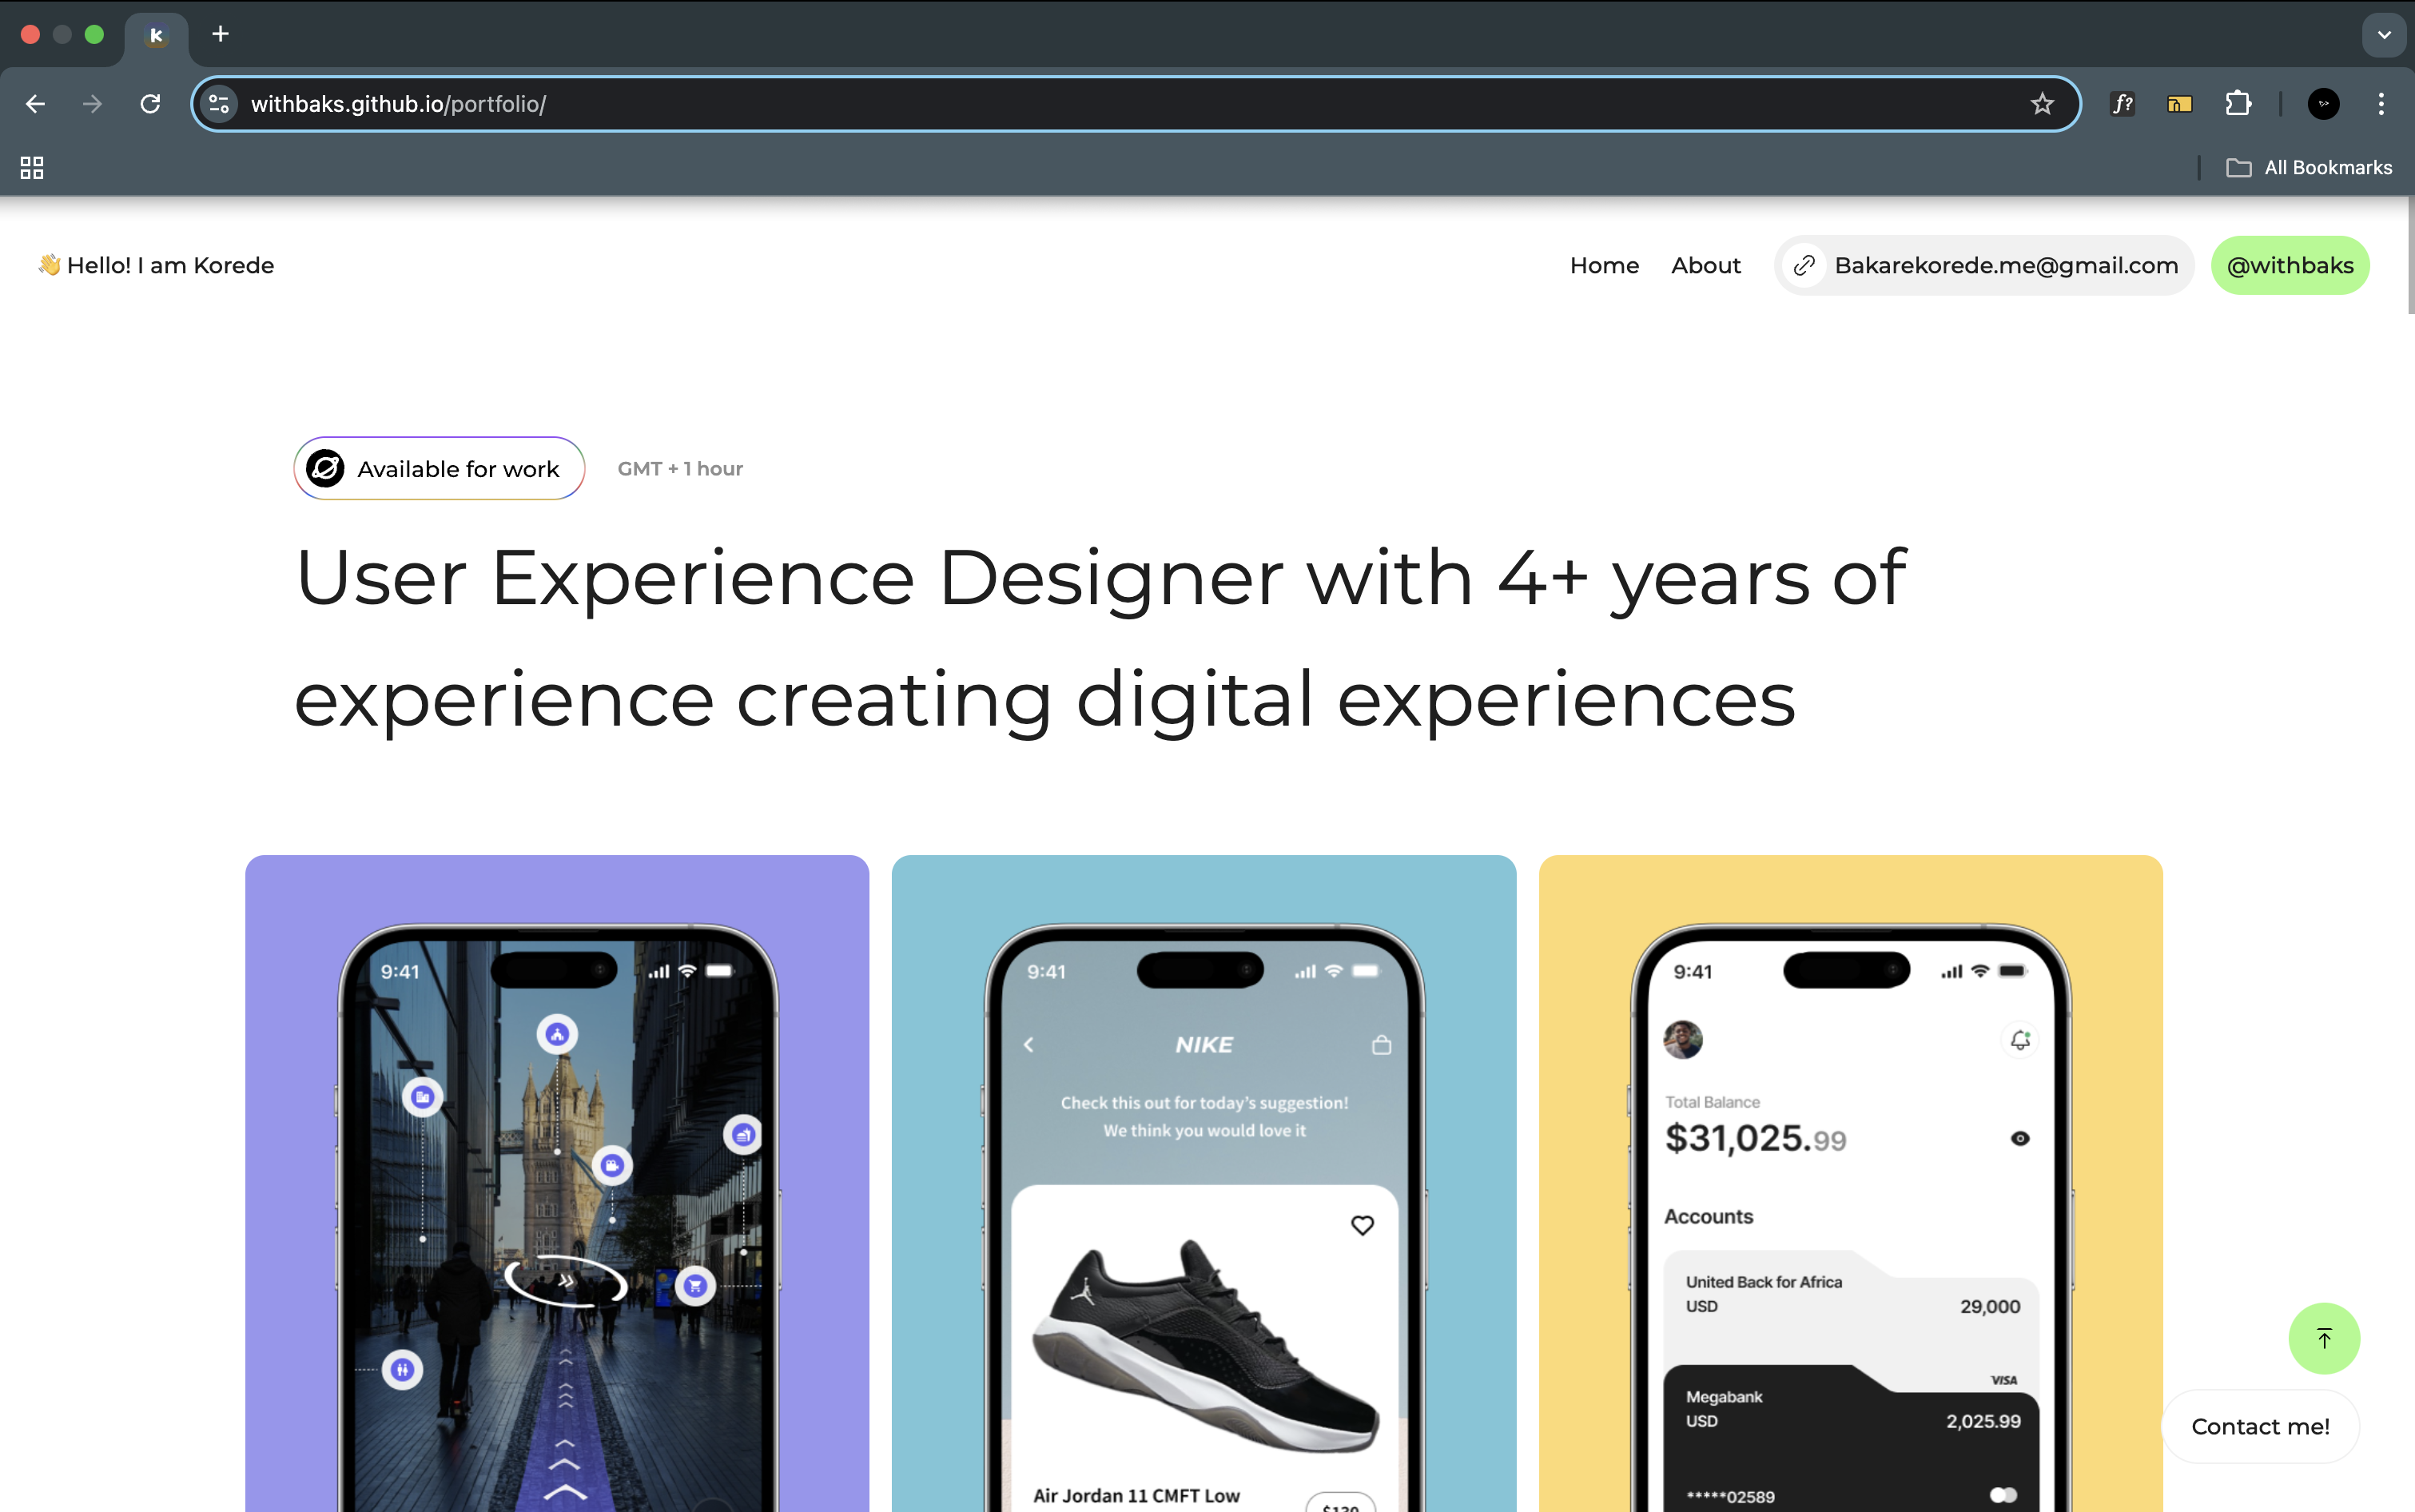 k
withbaks.github.io/portfolio/
f?
All Bookmarks
👋 Hello! I am Korede
Home
About
Bakarekorede.me@gmail.com
@withbaks
Available for work
GMT + 1 hour
User Experience Designer with 4+ years of
experience creating digital experiences
9:41
9:41
NIKE
Check this out for today's suggestion!
We think you would love it
Air Jordan 11 CMFT Low
$130
9:41
Total Balance
$31,025.99
Accounts
United Back for Africa
USD
29,000
VISA
Megabank
USD
2,025.99
*****02589
Contact me!